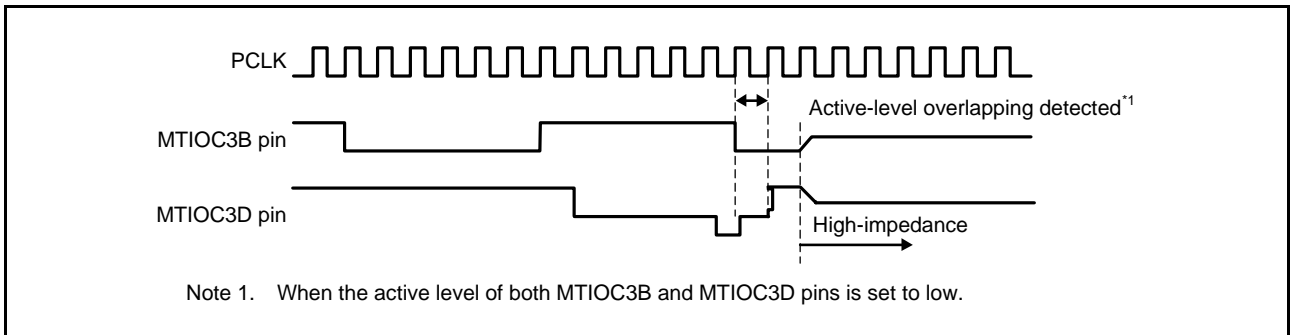 PCLK
Active-level overlapping detected*1
MTIOC3B pin
MTIOC3D pin
High-impedance
Note 1. When the active level of both MTIOC3B and MTIOC3D pins is set to low.